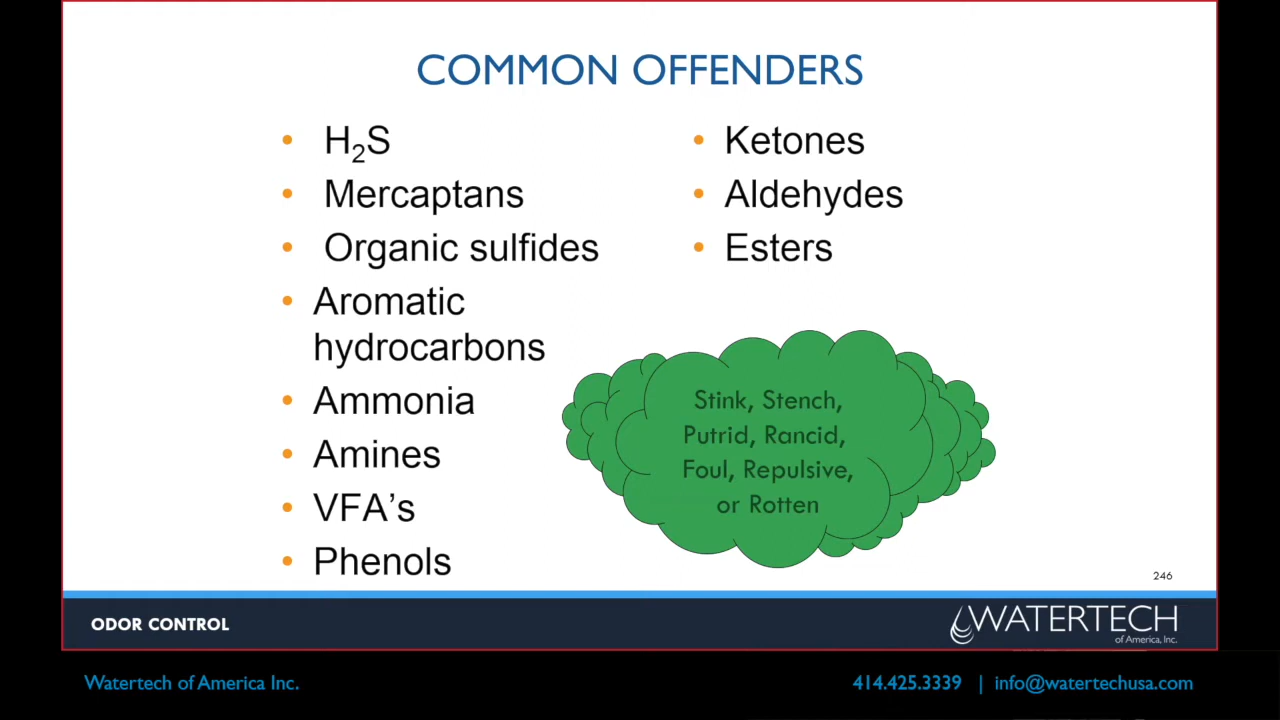 COMMON OFFENDERS
• H₂S
• Mercaptans
• Organic sulfides
• Aromatic
hydrocarbons
• Ammonia
• Amines
• VFA's
• Phenols
• Ketones
• Aldehydes
• Esters
Stink, Stench,
Putrid, Rancid,
Foul, Repulsive,
or Rotten
246
ODOR CONTROL
WATERTECH
of America, Inc.
Watertech of America Inc.
414.425.3339 | info@watertechusa.com